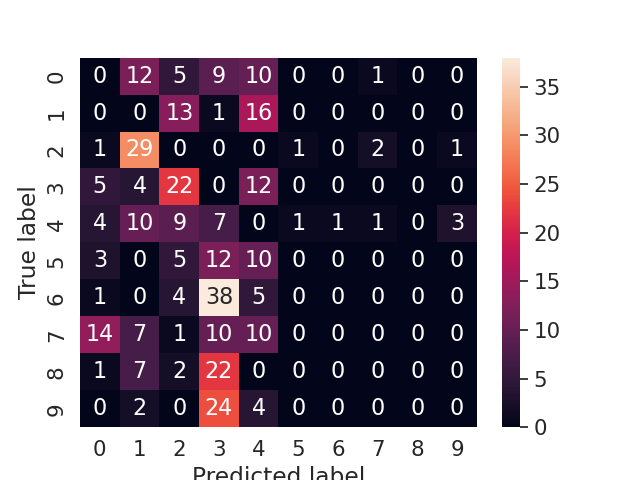 0 0 12 5 9 10 0 0 1 0 0
1 0 0 13 1 16 0 0 0 0 0
2 1 29 0 0 0 1 0 2 0 1
3 5 4 22 0 12 0 0 0 0 0
4 4 10 9 7 0 1 1 1 0 3
5 3 0 5 12 10 0 0 0 0 0
6 1 0 4 38 5 0 0 0 0 0
7 14 7 1 10 10 0 0 0 0 0
8 1 7 2 22 0 0 0 0 0 0
9 0 2 0 24 4 0 0 0 0 0
0 1 2 3 4 5 6 7 8 9
Predicted label
True label
35
30
25
20
15
10
5
0